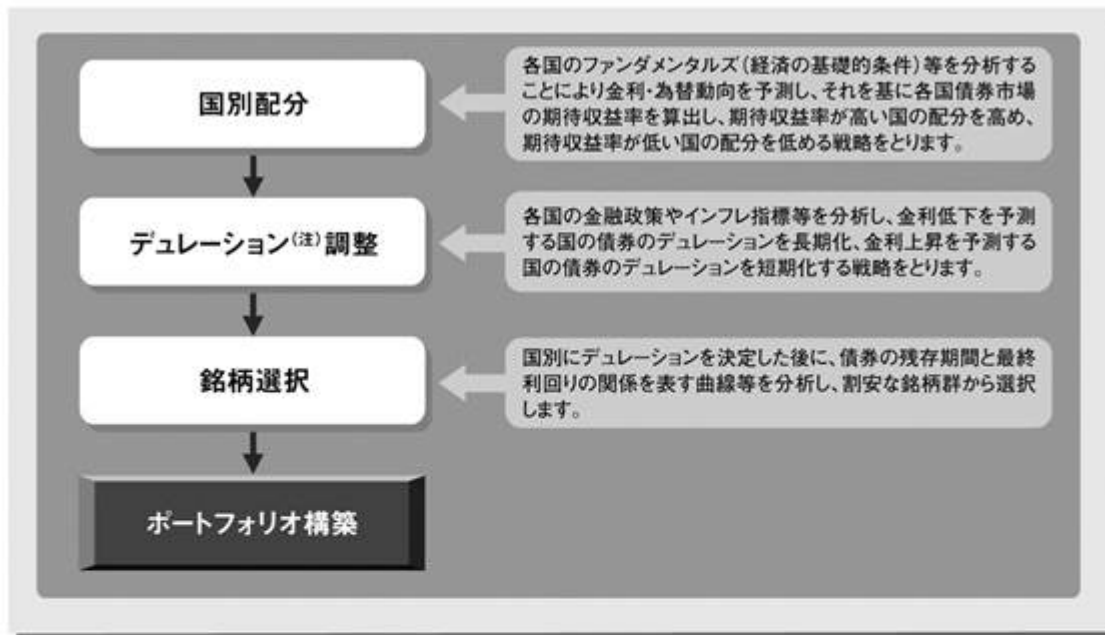 国別配分
各国のファンダメンタルズ(経済の基礎的条件)等を分析する
ことにより金利・為替動向を予測し、それを基に各国債券市場
の期待収益率を算出し、期待収益率が高い国の配分を高め、
期待収益率が低い国の配分を低める戦略をとります。
デュレーション(注)調整
各国の金融政策やインフレ指標等を分析し、金利低下を予測
する国の債券のデュレーションを長期化、金利上昇を予測する
国の債券のデュレーションを短期化する戦略をとります。
銘柄選択
国別にデュレーションを決定した後に、債券の残存期間と最終
利回りの関係を表す曲線等を分析し、割安な銘柄群から選択
します。
ポートフォリオ構築